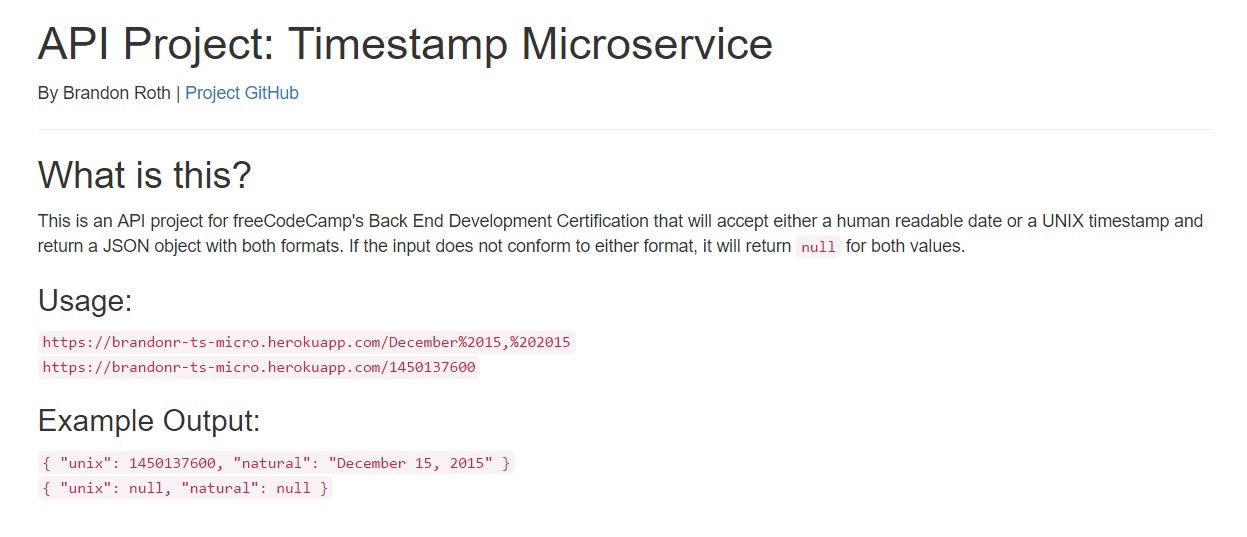 API Project: Timestamp Microservice
By Brandon Roth | Project GitHub
What is this?
This is an API project for freeCodeCamp's Back End Development Certification that will accept either a human readable date or a UNIX timestamp and
return a JSON object with both formats. If the input does not conform to either format, it will return null for both values.
Usage:
https://brandonr-ts-micro.herokuapp.com/December%2015,%202015
https://brandonr-ts-micro.herokuapp.com/1450137600
Example Output:
{ "unix": 1450137600, "natural": "December 15, 2015" }
{ "unix": null, "natural": null }